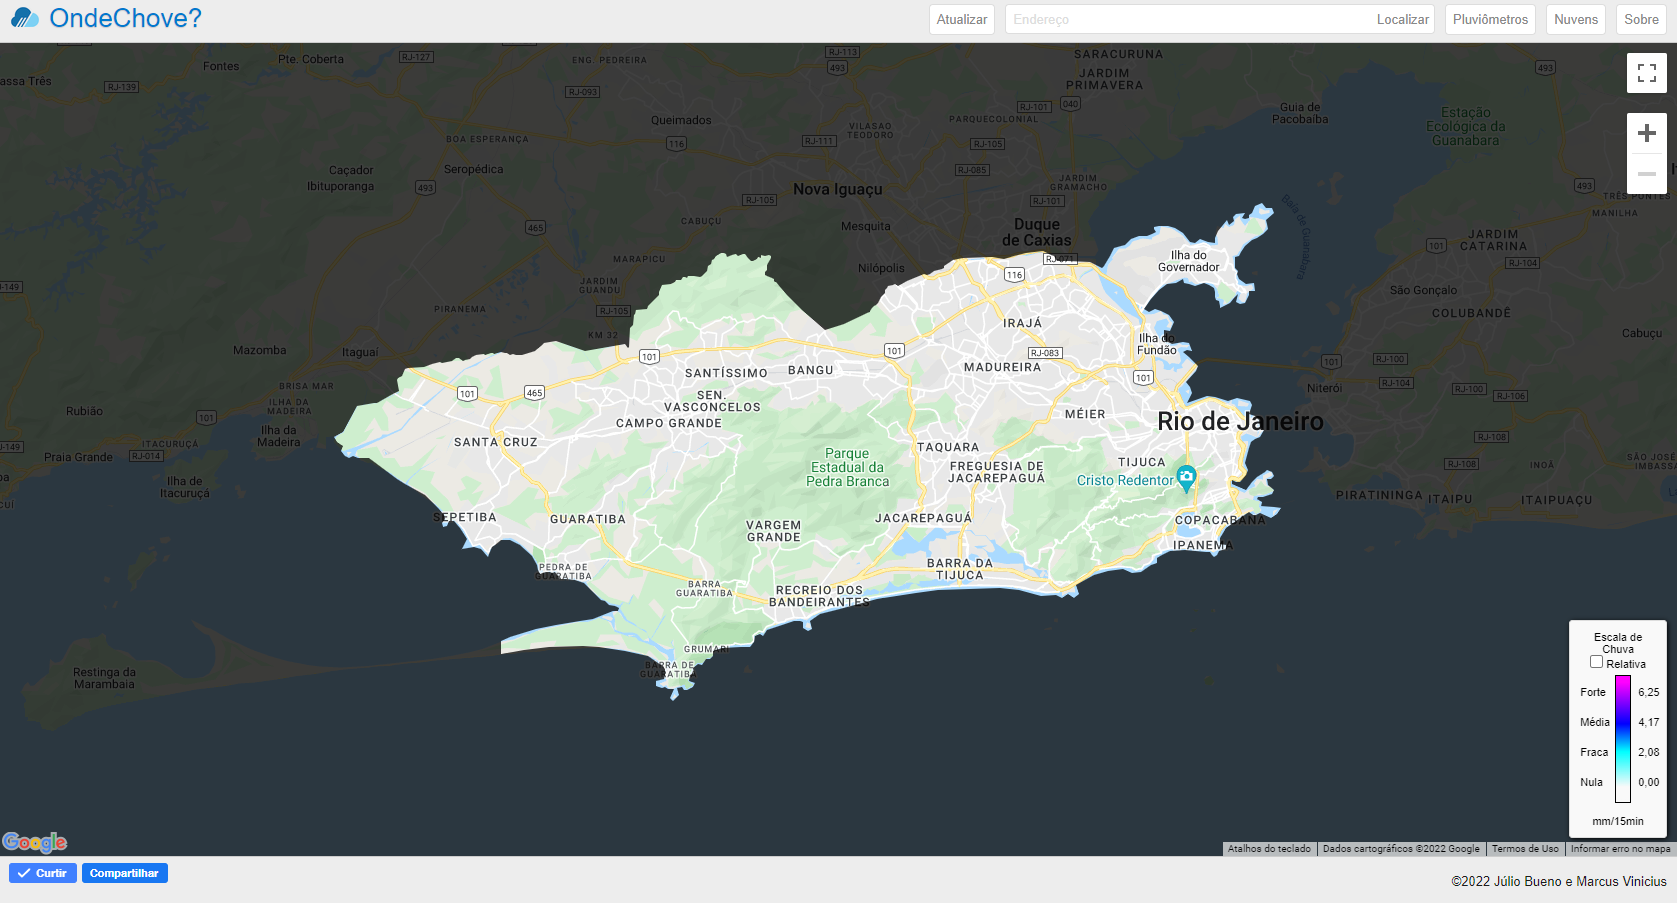 OndeChove?
Atualizar
Endereço
Localizar
Pluviômetros
Nuvens
Sobre
SARACURUNA
RJ-113
493
Pte. Coberta
RJ-127
ENG. PEDREIRA
Fontes
JARDIM
PRIMAVERA
493
assa Três
RJ-139
RJ-093
RJ-101
040
Guia de
Pacobaíba
Estação
Ecológica da
Guanabara
Queimados
PARQUECOLONIAL
VILASAO
TEODORO
BOA ESPERANÇA
116
RJ-111
RJ-105
Caçador
Ibituporanga
Seropédica
RJ-085
JARDIM
GRAMACHO
493
Nova Iguaçu
493
TRÊS PONTES
RJ-105
RJ-101
MANILHA
Baía de Guanabara
CABUÇU
465
Mesquita
Duque
de Caxias
JARDIM
CATARINA
101
RJ-104
MARAPICU
Nilópolis
RJ-071
Ilha do
Governador
116
JARDIM
GUANDU
RJ-149
São Gonçalo
PIRANEMA
RJ-105
COLUBANDÊ
IRAJÁ
KM 32
Ilha do
Fundão
Cabuçu
Mazomba
Itaguaí
101
101
RJ-083
101
RJ-100
SANTÍSSIMO
BANGU
MADUREIRA
101
RJ-104
Niterói
RJ-100
RJ-106
BRISA MAR
101
465
SEN.
VASCONCELOS
ILHA DA
MADEIRA
Rubião
101
CAMPO GRANDE
MÉIER
Rio de Janeiro
Ilha da
Madeira
ITACURUÇÁ
SANTA CRUZ
TAQUARA
RJ-108
RJ-149
Praia Grande
RJ-014
Parque
Estadual da
Pedra Branca
FREGUESIA DE
JACAREPAGUÁ
TIJUCA
RJ-108
INOÃ
SÃO JOSÉ
IMBASSA
Cristo Redentor
Ilha de
Itacuruçá
PIRATININGA
ITAIPU
ITAIPUAÇU
SEPETIBA
GUARATIBA
VARGEM
GRANDE
JACAREPAGUÁ
COPACABANA
IPANEMA
PEDRA DE
GUARATIBA
BARRA DA
TIJUCA
BARRA
GUARATIBA
RECREIO DOS
BANDEIRANTES
GRUMARI
BARRA DE
GUARATIBA
Restinga da
Marambaia
Escala de
Chuva
Relativa
Forte 6,25
Média 4,17
Fraca 2,08
Nula 0,00
mm/15min
Google
Atalhos do teclado
Dados cartográficos ©2022 Google
Termos de Uso
Informar erro no mapa
Curtir
Compartilhar
©2022 Júlio Bueno e Marcus Vinicius